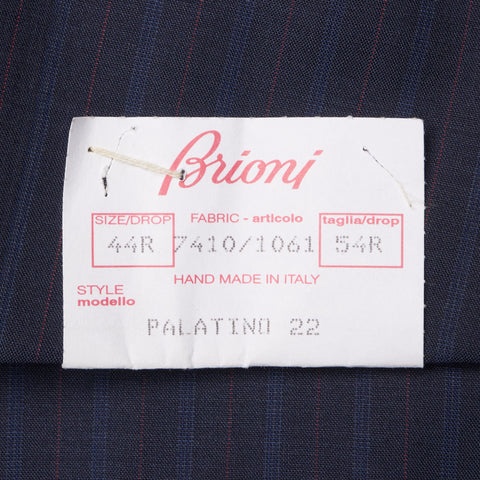 Brioni
SIZE/DROP FABRIC - articolo taglia/drop
44R 7410/1061 54R
HAND MADE IN ITALY
STYLE
modello
PALATINO 22